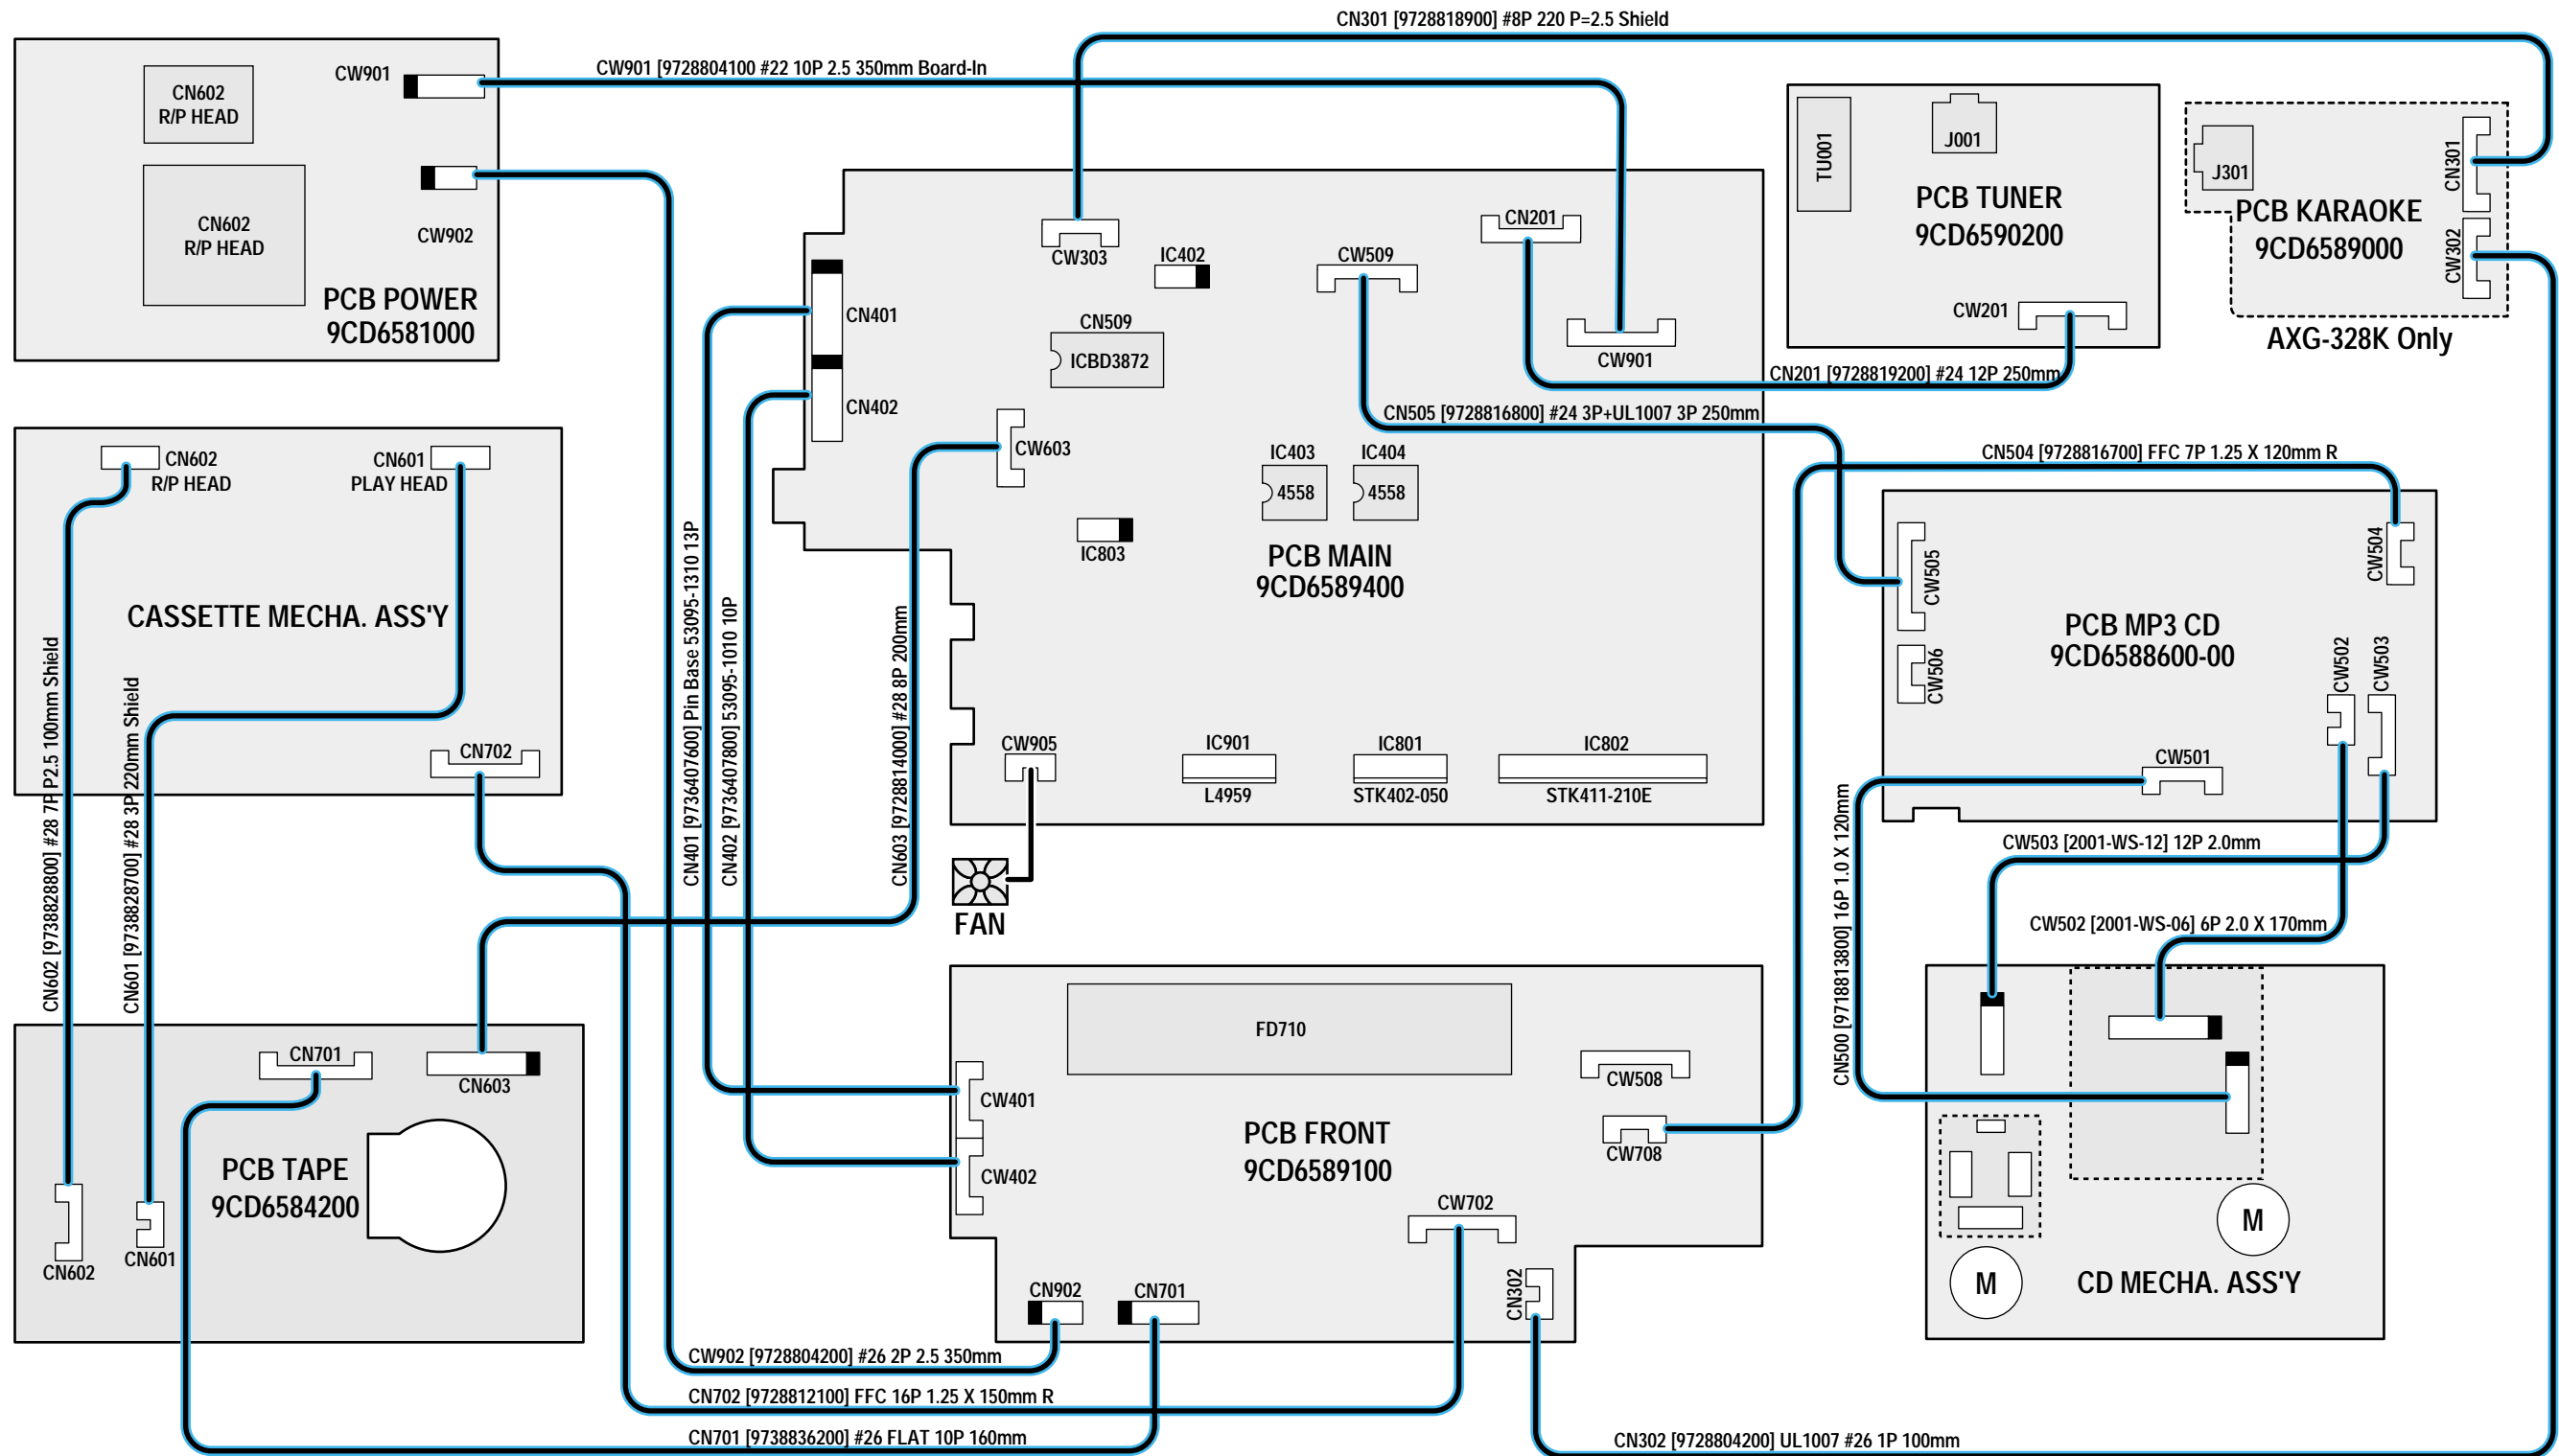 CN301 [9728818900] #8P 220 P=2.5 Shield
CW901 [9728804100 #22 10P 2.5 350mm Board-In
CW901
CN602
R/P HEAD
CW902
CN602
R/P HEAD
PCB POWER
9CD6581000
CW303
IC402
CW509
CN201
CW901
CN401
CN509
ICBD3872
CN402
CW603
IC403
4558
IC404
4558
IC803
PCB MAIN
9CD6589400
CW905
IC901
L4959
IC801
STK402-050
IC802
STK411-210E
FAN
TU001
J001
PCB TUNER
9CD6590200
CW201
J301
CN301
CW302
PCB KARAOKE
9CD6589000
AXG-328K Only
CN201 [9728819200] #24 12P 250mm
CN505 [9728816800] #24 3P+UL1007 3P 250mm
CN504 [9728816700] FFC 7P 1.25 X 120mm R
CW505
CW504
CW506
PCB MP3 CD
9CD6588600-00
CW502
CW503
CW501
CW503 [2001-WS-12] 12P 2.0mm
CW502 [2001-WS-06] 6P 2.0 X 170mm
CN500 [9718813800] 16P 1.0 X 120mm
M
M
CD MECHA. ASS'Y
CN602
R/P HEAD
CN601
PLAY HEAD
CASSETTE MECHA. ASS'Y
CN702
CN602 [9738828800] #28 7P P2.5 100mm Shield
CN601 [9738828700] #28 3P 220mm Shield
CN401 [9736407600] Pin Base 53095-1310 13P
CN402 [9736407800] 53095-1010 10P
CN603 [9728814000] #28 8P 200mm
CN701
CN603
PCB TAPE
9CD6584200
CN602
CN601
FD710
CW401
CW402
CW508
CW708
PCB FRONT
9CD6589100
CW702
CN902
CN701
CN302
CW902 [9728804200] #26 2P 2.5 350mm
CN702 [9728812100] FFC 16P 1.25 X 150mm R
CN701 [9738836200] #26 FLAT 10P 160mm
CN302 [9728804200] UL1007 #26 1P 100mm